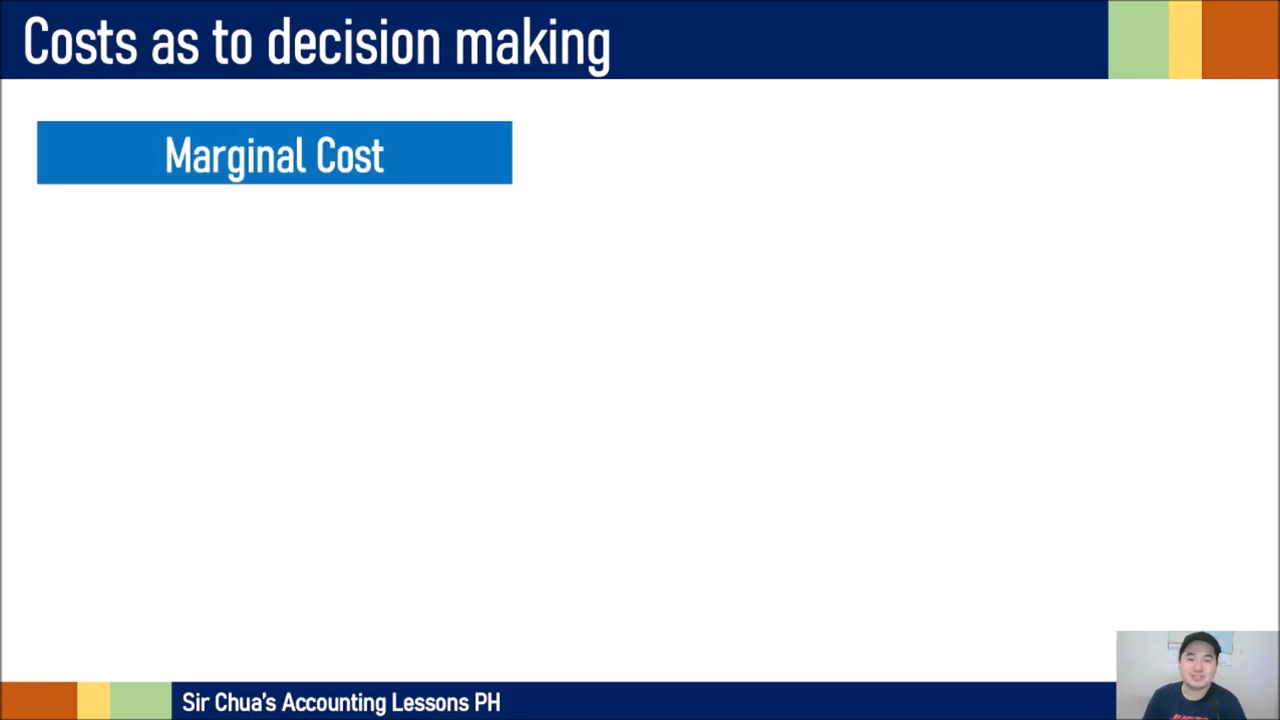 Costs as to decision making
Marginal Cost
Sir Chua's Accounting Lessons PH